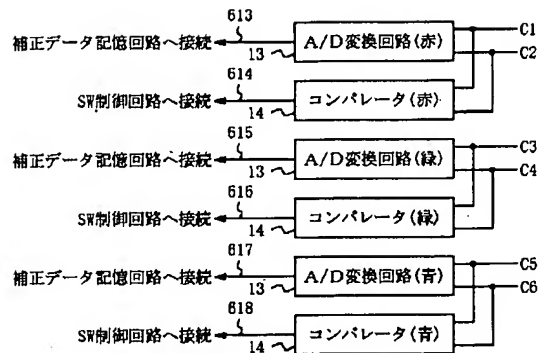 613
補正データ記憶回路へ接続
13
A/D変換回路(赤)
C1
C2
614
SW制御回路へ接続
14
コンパレータ(赤)
615
補正データ記憶回路へ接続
13
A/D変換回路(緑)
C3
C4
616
SW制御回路へ接続
14
コンパレータ(緑)
617
補正データ記憶回路へ接続
13
A/D変換回路(青)
C5
C6
618
SW制御回路へ接続
14
コンパレータ(青)